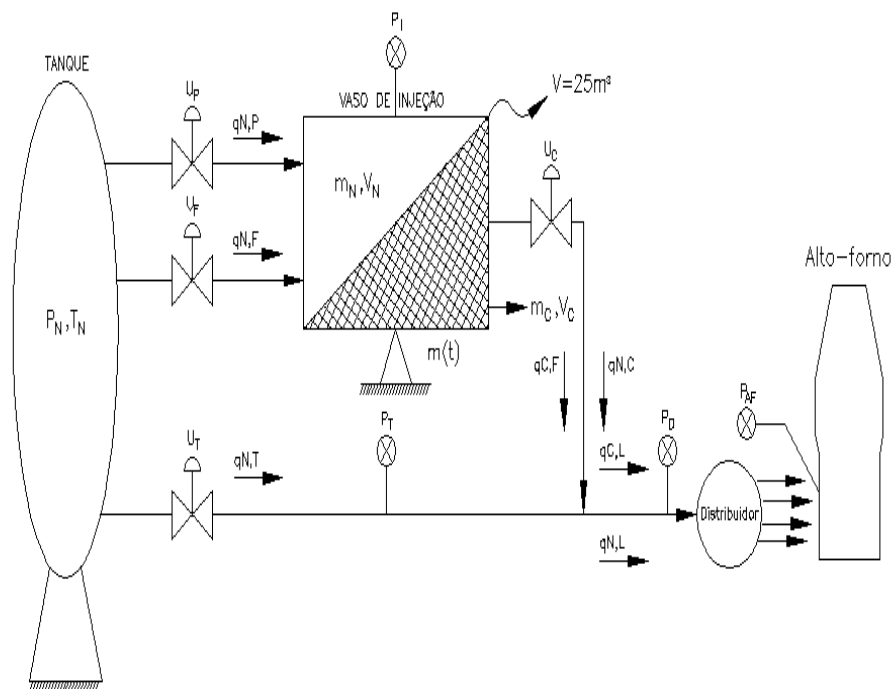 P_I
TANQUE
U_P
VASO DE INJEÇÃO
V=25m³
qN,P
U_C
m_N,V_N
U_F
qN,F
Alto-forno
P_N,T_N
m_C,V_C
m(t)
qC,F
qN,C
P_AF
P_T
P_D
U_T
qN,T
qC,L
Distribuidor
qN,L